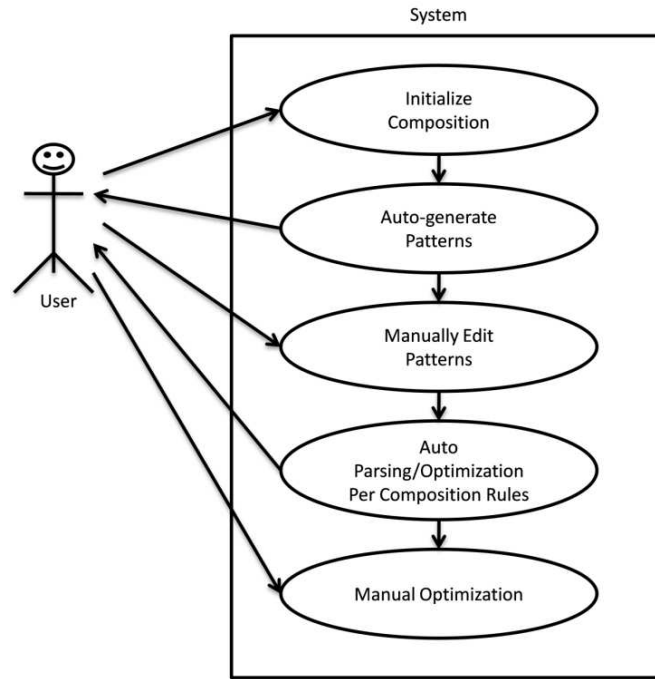 System
Initialize
Composition
Auto-generate
Patterns
User
Manually Edit
Patterns
Auto
Parsing/Optimization
Per Composition Rules
Manual Optimization